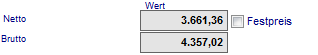 Wert
Netto 3.661,36 Festpreis
Brutto 4.357,02